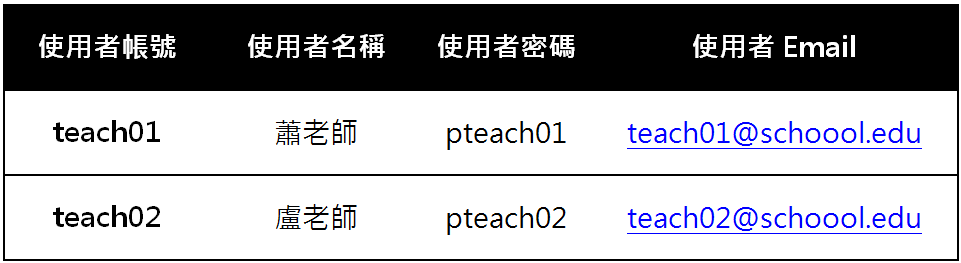 使用者帳號 使用者名稱 使用者密碼 使用者 Email
teach01 蕭老師 pteach01 teach01@schoool.edu
teach02 盧老師 pteach02 teach02@schoool.edu